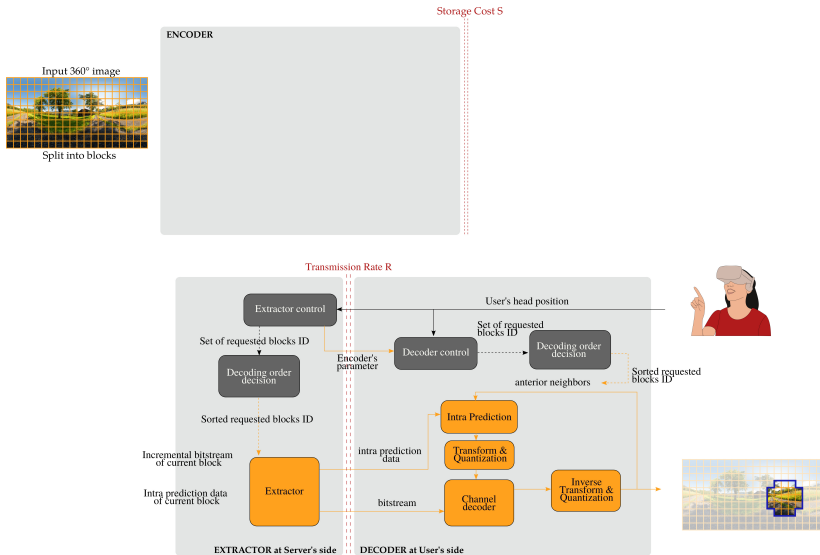 Storage Cost S
ENCODER
Input 360° image
Split into blocks
Transmission Rate R
Extractor control
User's head position
Set of requested
blocks ID
Set of requested blocks ID
Encoder's
parameter
Decoder control
Decoding order
decision
Decoding order
decision
Sorted requested
blocks ID
anterior neighbors
Sorted requested blocks ID
Intra Prediction
Incremental bitstream
of current block
intra prediction
data
Transform &
Quantization
Intra prediction data
of current block
Extractor
bitstream
Channel
decoder
Inverse
Transform &
Quantization
EXTRACTOR at Server's side
DECODER at User's side